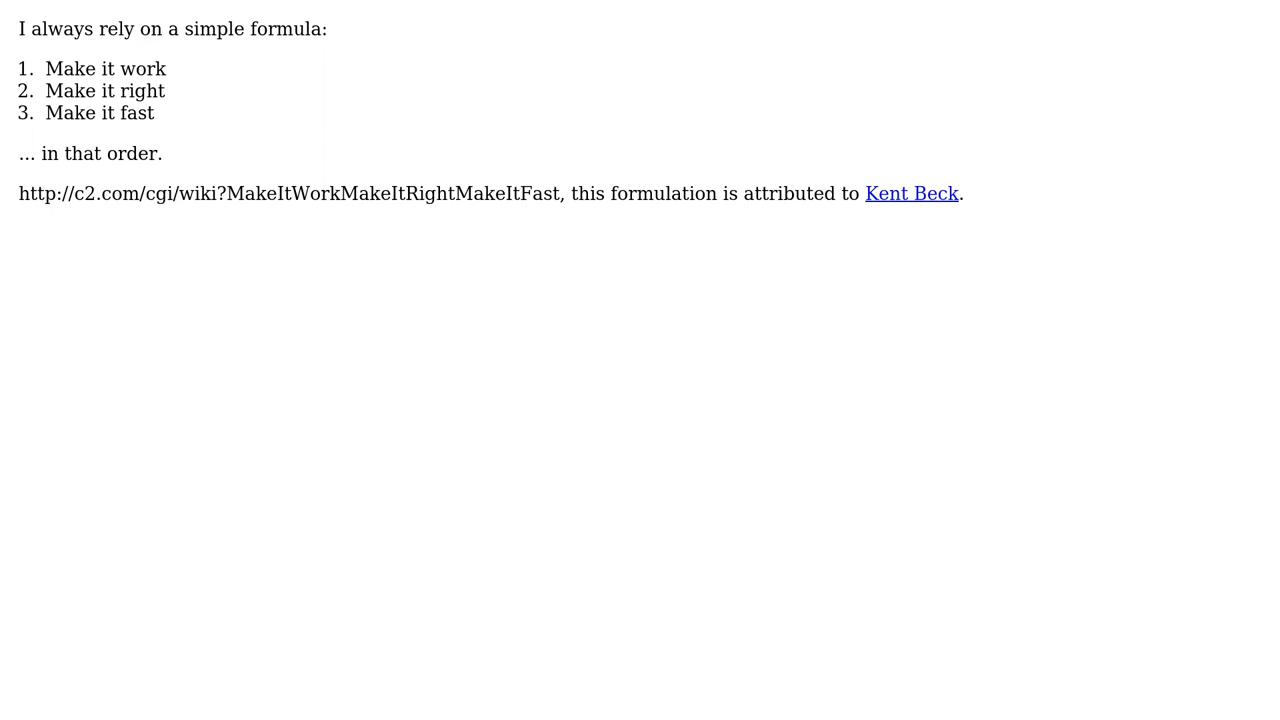 I always rely on a simple formula:
1. Make it work
2. Make it right
3. Make it fast
... in that order.
http://c2.com/cgi/wiki?MakeItWorkMakeItRightMakeItFast, this formulation is attributed to Kent Beck.